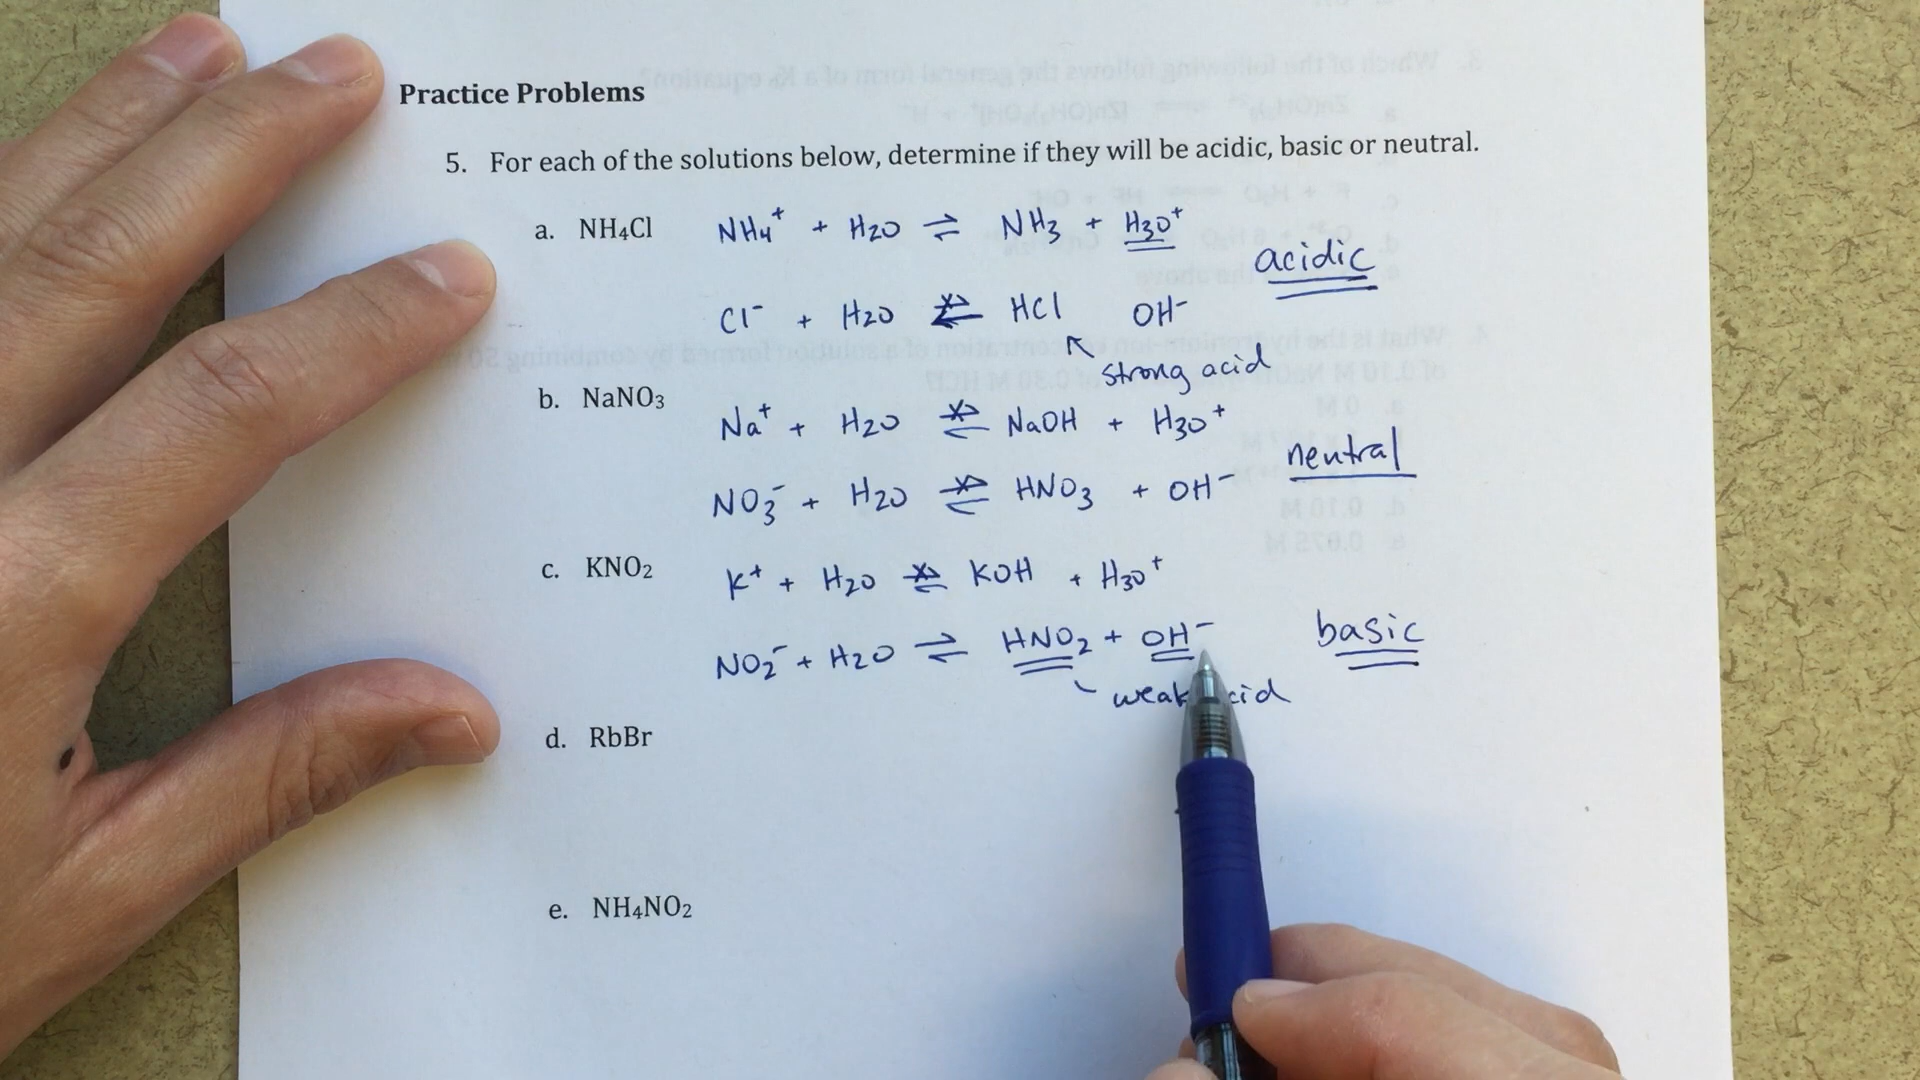 Practice Problems
5. For each of the solutions below, determine if they will be acidic, basic or neutral.
a. NH₄Cl NH₄⁺ + H₂O ⇌ NH₃ + H₃O⁺
acidic
Cl⁻ + H₂O ⇌ HCl OH⁻
strong acid
b. NaNO₃
Na⁺ + H₂O ⇌ NaOH + H₃O⁺
neutral
NO₃⁻ + H₂O ⇌ HNO₃ + OH⁻
c. KNO₂ K⁺ + H₂O ⇌ KOH + H₃O⁺
NO₂⁻ + H₂O ⇌ HNO₂ + OH⁻ basic
weak cid
d. RbBr
e. NH₄NO₂